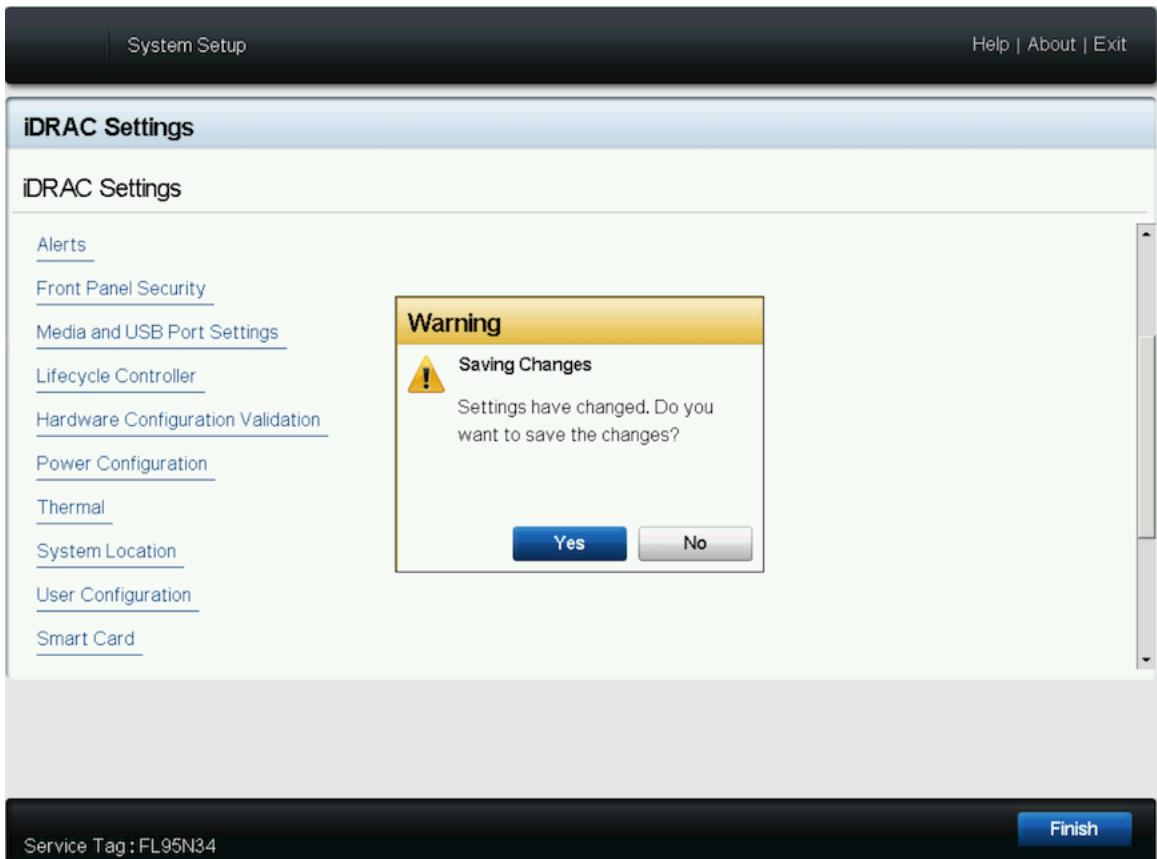 System Setup
Help | About | Exit
iDRAC Settings
iDRAC Settings
Alerts
Front Panel Security
Media and USB Port Settings
Lifecycle Controller
Hardware Configuration Validation
Power Configuration
Thermal
System Location
User Configuration
Smart Card
Warning
Saving Changes
Settings have changed. Do you
want to save the changes?
Yes
No
Service Tag : FL95N34
Finish